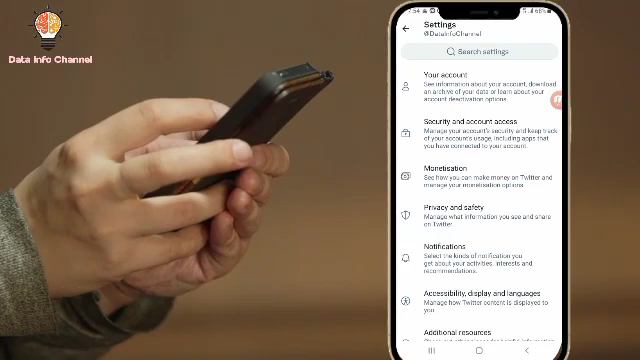 Data Info Channel
7:54
66%
Settings
@DataInfoChannel
Search settings
Your account
See information about your account, download
an archive of your data or learn about your
account deactivation options.
Security and account access
Manage your account's security and keep track
of your account's usage, including apps that
you have connected to your account.
Monetisation
See how you can make money on Twitter and
manage your monetisation options.
Privacy and safety
Manage what information you see and share
on Twitter.
Notifications
Select the kinds of notification you
get about your activities, interests and
recommendations.
Accessibility, display and languages
Manage how Twitter content is displayed to
you.
Additional resources